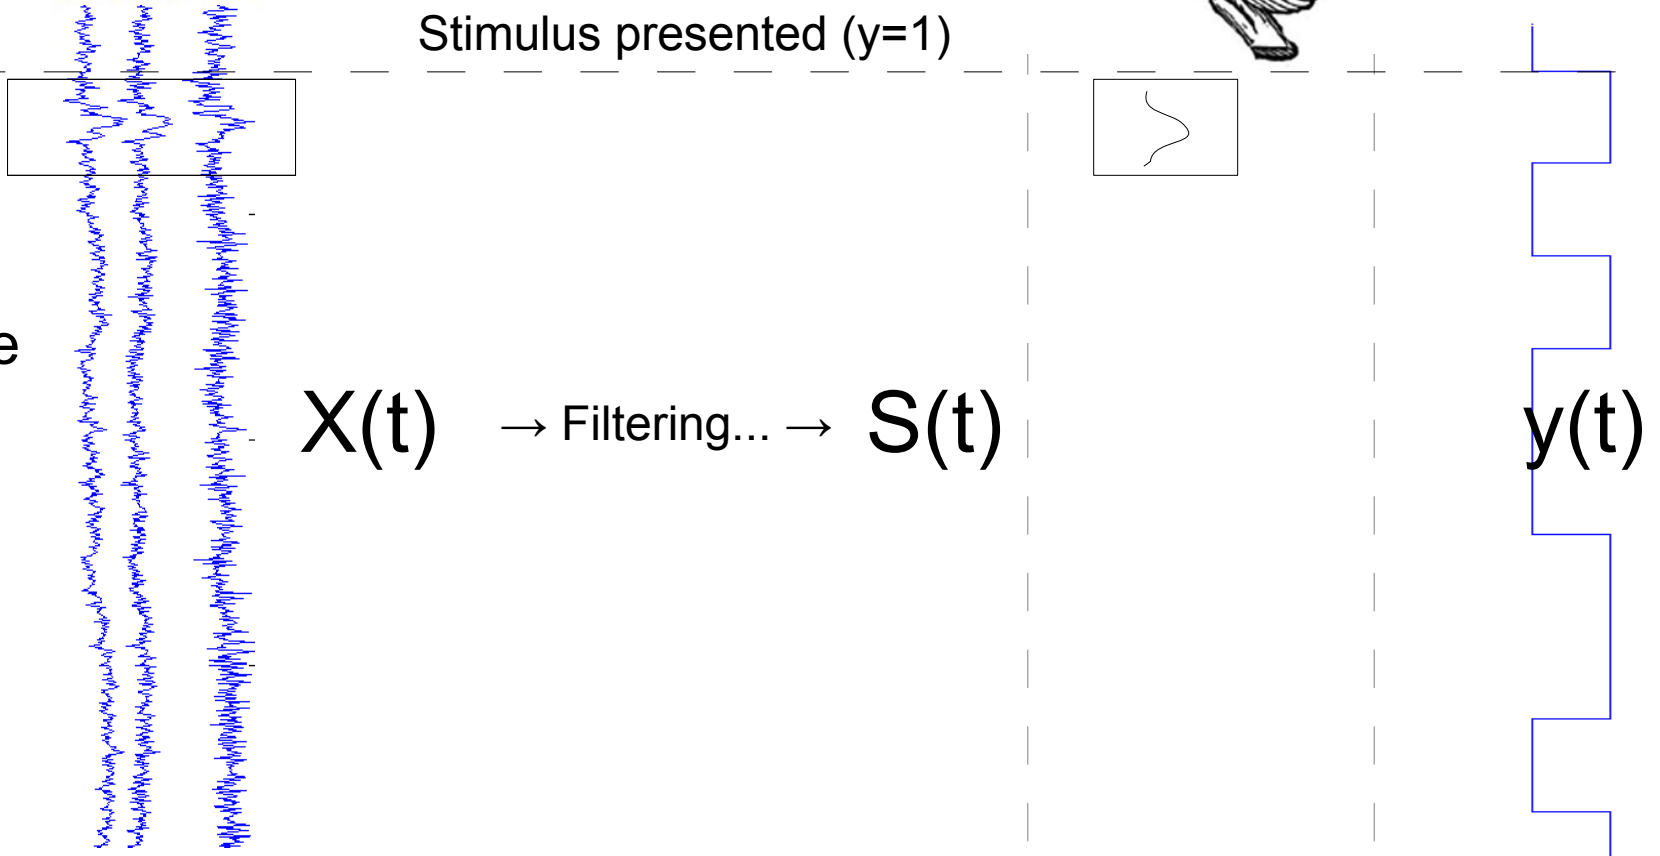 Stimulus presented (y=1)
e
X(t) → Filtering... → S(t) y(t)